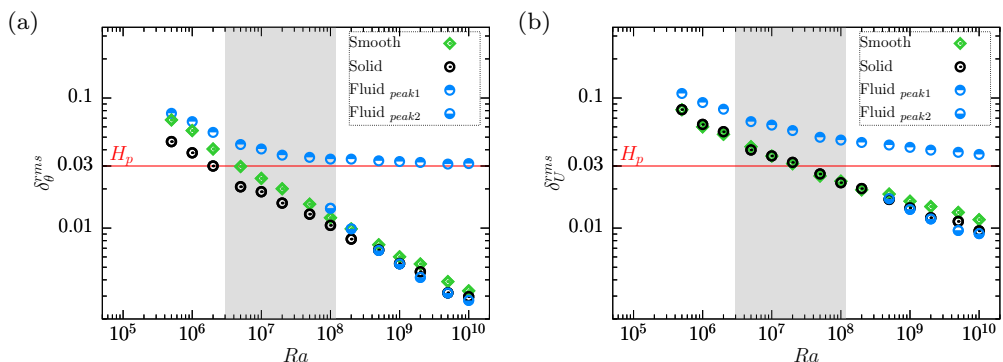 (a)
Smooth
Solid
Fluid peak1
Fluid peak2
0.1
0.03
0.01
H_p
δ_θ^{rms}
10^5 10^6 10^7 10^8 10^9 10^10
Ra
(b)
Smooth
Solid
Fluid peak1
Fluid peak2
0.1
0.03
0.01
H_p
δ_U^{rms}
10^5 10^6 10^7 10^8 10^9 10^10
Ra